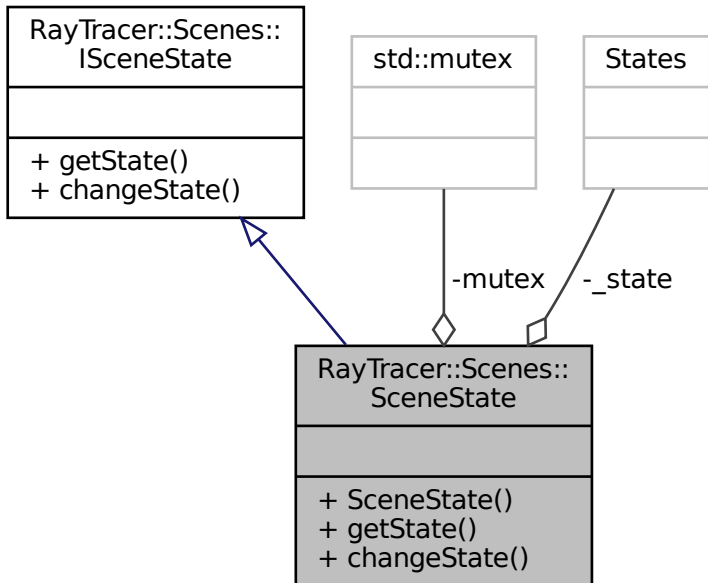 RayTracer::Scenes::
ISceneState
+ getState()
+ changeState()
std::mutex
States
-mutex
-_state
RayTracer::Scenes::
SceneState
+ SceneState()
+ getState()
+ changeState()